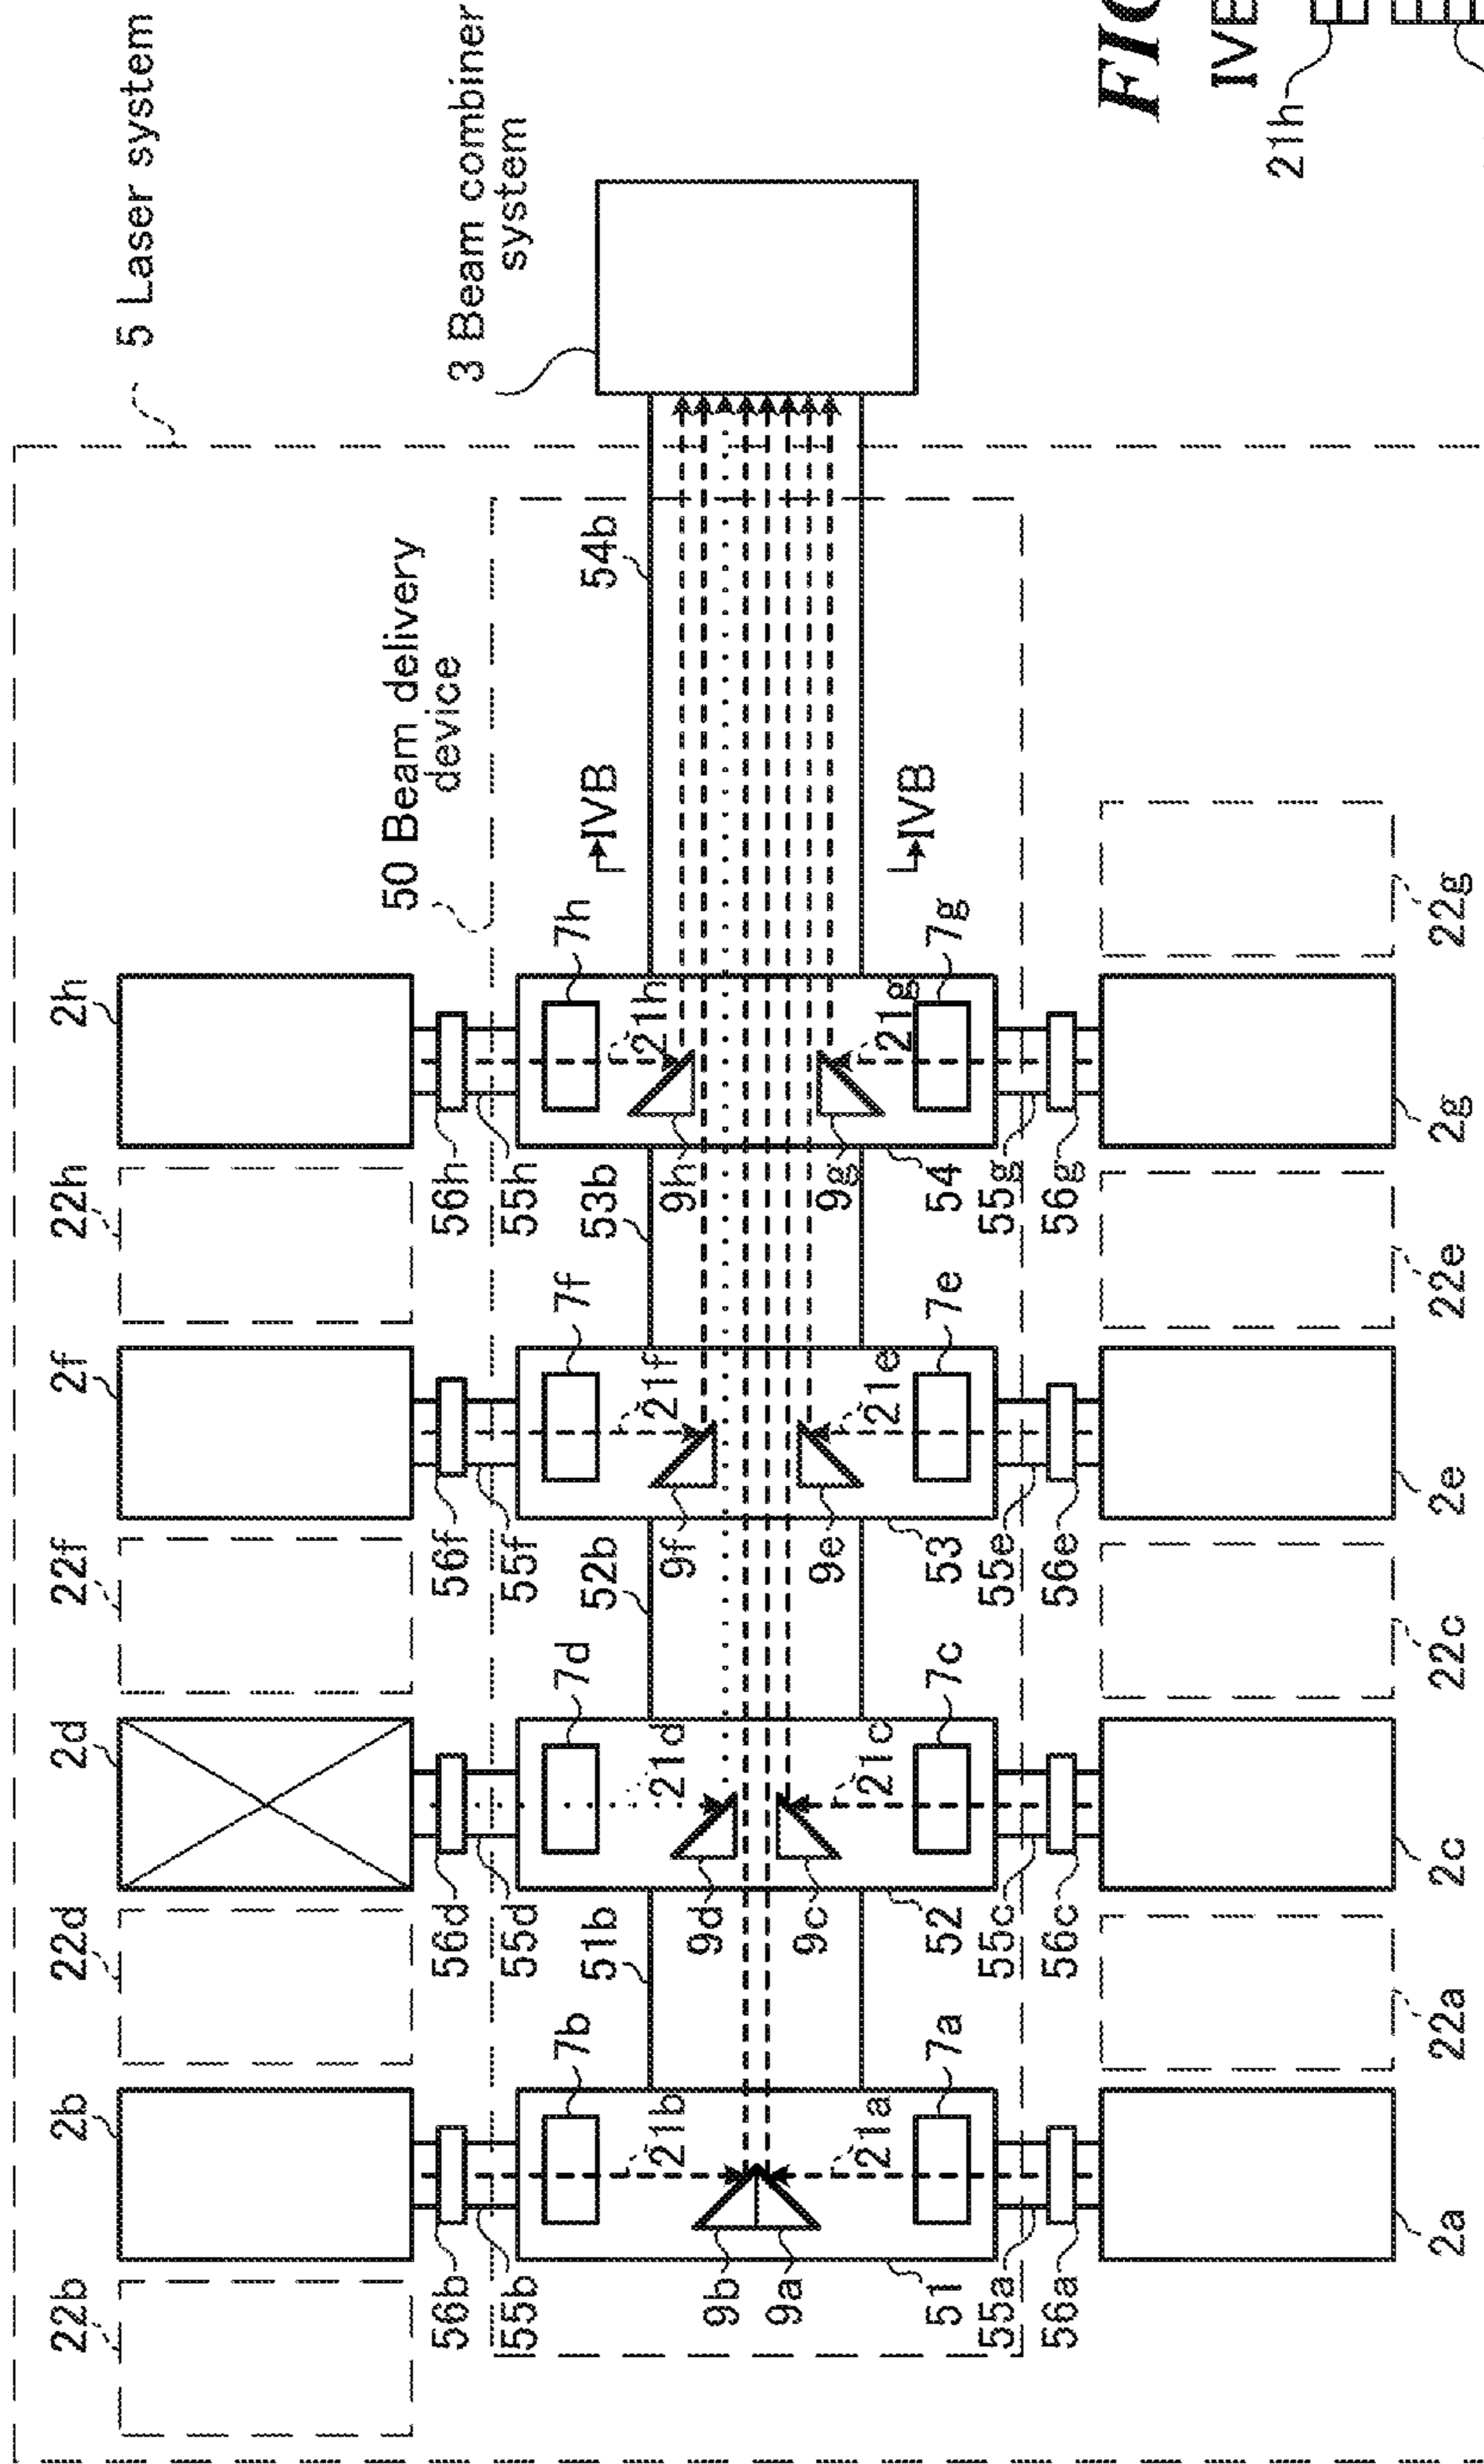 5 Laser system
3 Beam combiner
system
50 Beam delivery
device
54b
IVB
IVB
22b
2b
22d
2d
22f
2f
22h
2h
56b
55b
56d
55d
56f
55f
56h
55h
7b
51b
7d
52b
7f
53b
7h
21b
21d
21f
21h
9b
9a
9d
9c
9f
9e
9h
9g
21a
21c
21e
21g
51
7a
52
7c
53
7e
54
7g
55a
56a
55c
56c
55e
56e
55g
56g
2a
22a
2c
22c
2e
22e
2g
22g
IVB
21h